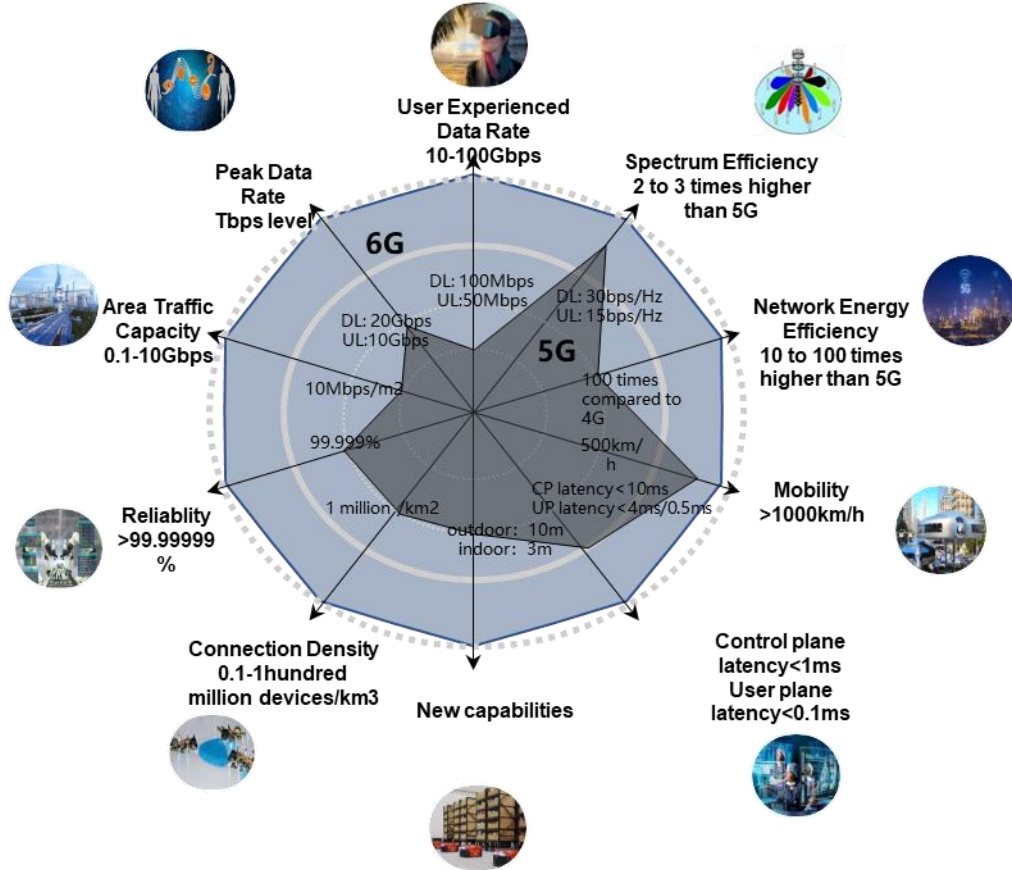 User Experienced
Data Rate
10-100Gbps
Peak Data
Rate
Tbps level
Spectrum Efficiency
2 to 3 times higher
than 5G
6G
DL: 100Mbps
UL:50Mbps
DL: 30bps/Hz
UL: 15bps/Hz
5G
Area Traffic
Capacity
0.1-10Gbps
DL: 20Gbps
UL:10Gbps
5G
Network Energy
Efficiency
10 to 100 times
higher than 5G
10Mbps/m2
100 times
compared to
4G
99.999%
500km/
h
Reliablity
>99.99999
%
1 million /km2
CP latency<10ms
UP latency<4ms/0.5ms
outdoor: 10m
indoor: 3m
Mobility
>1000km/h
Connection Density
0.1-1hundred
million devices/km3
New capabilities
Control plane
latency<1ms
User plane
latency<0.1ms